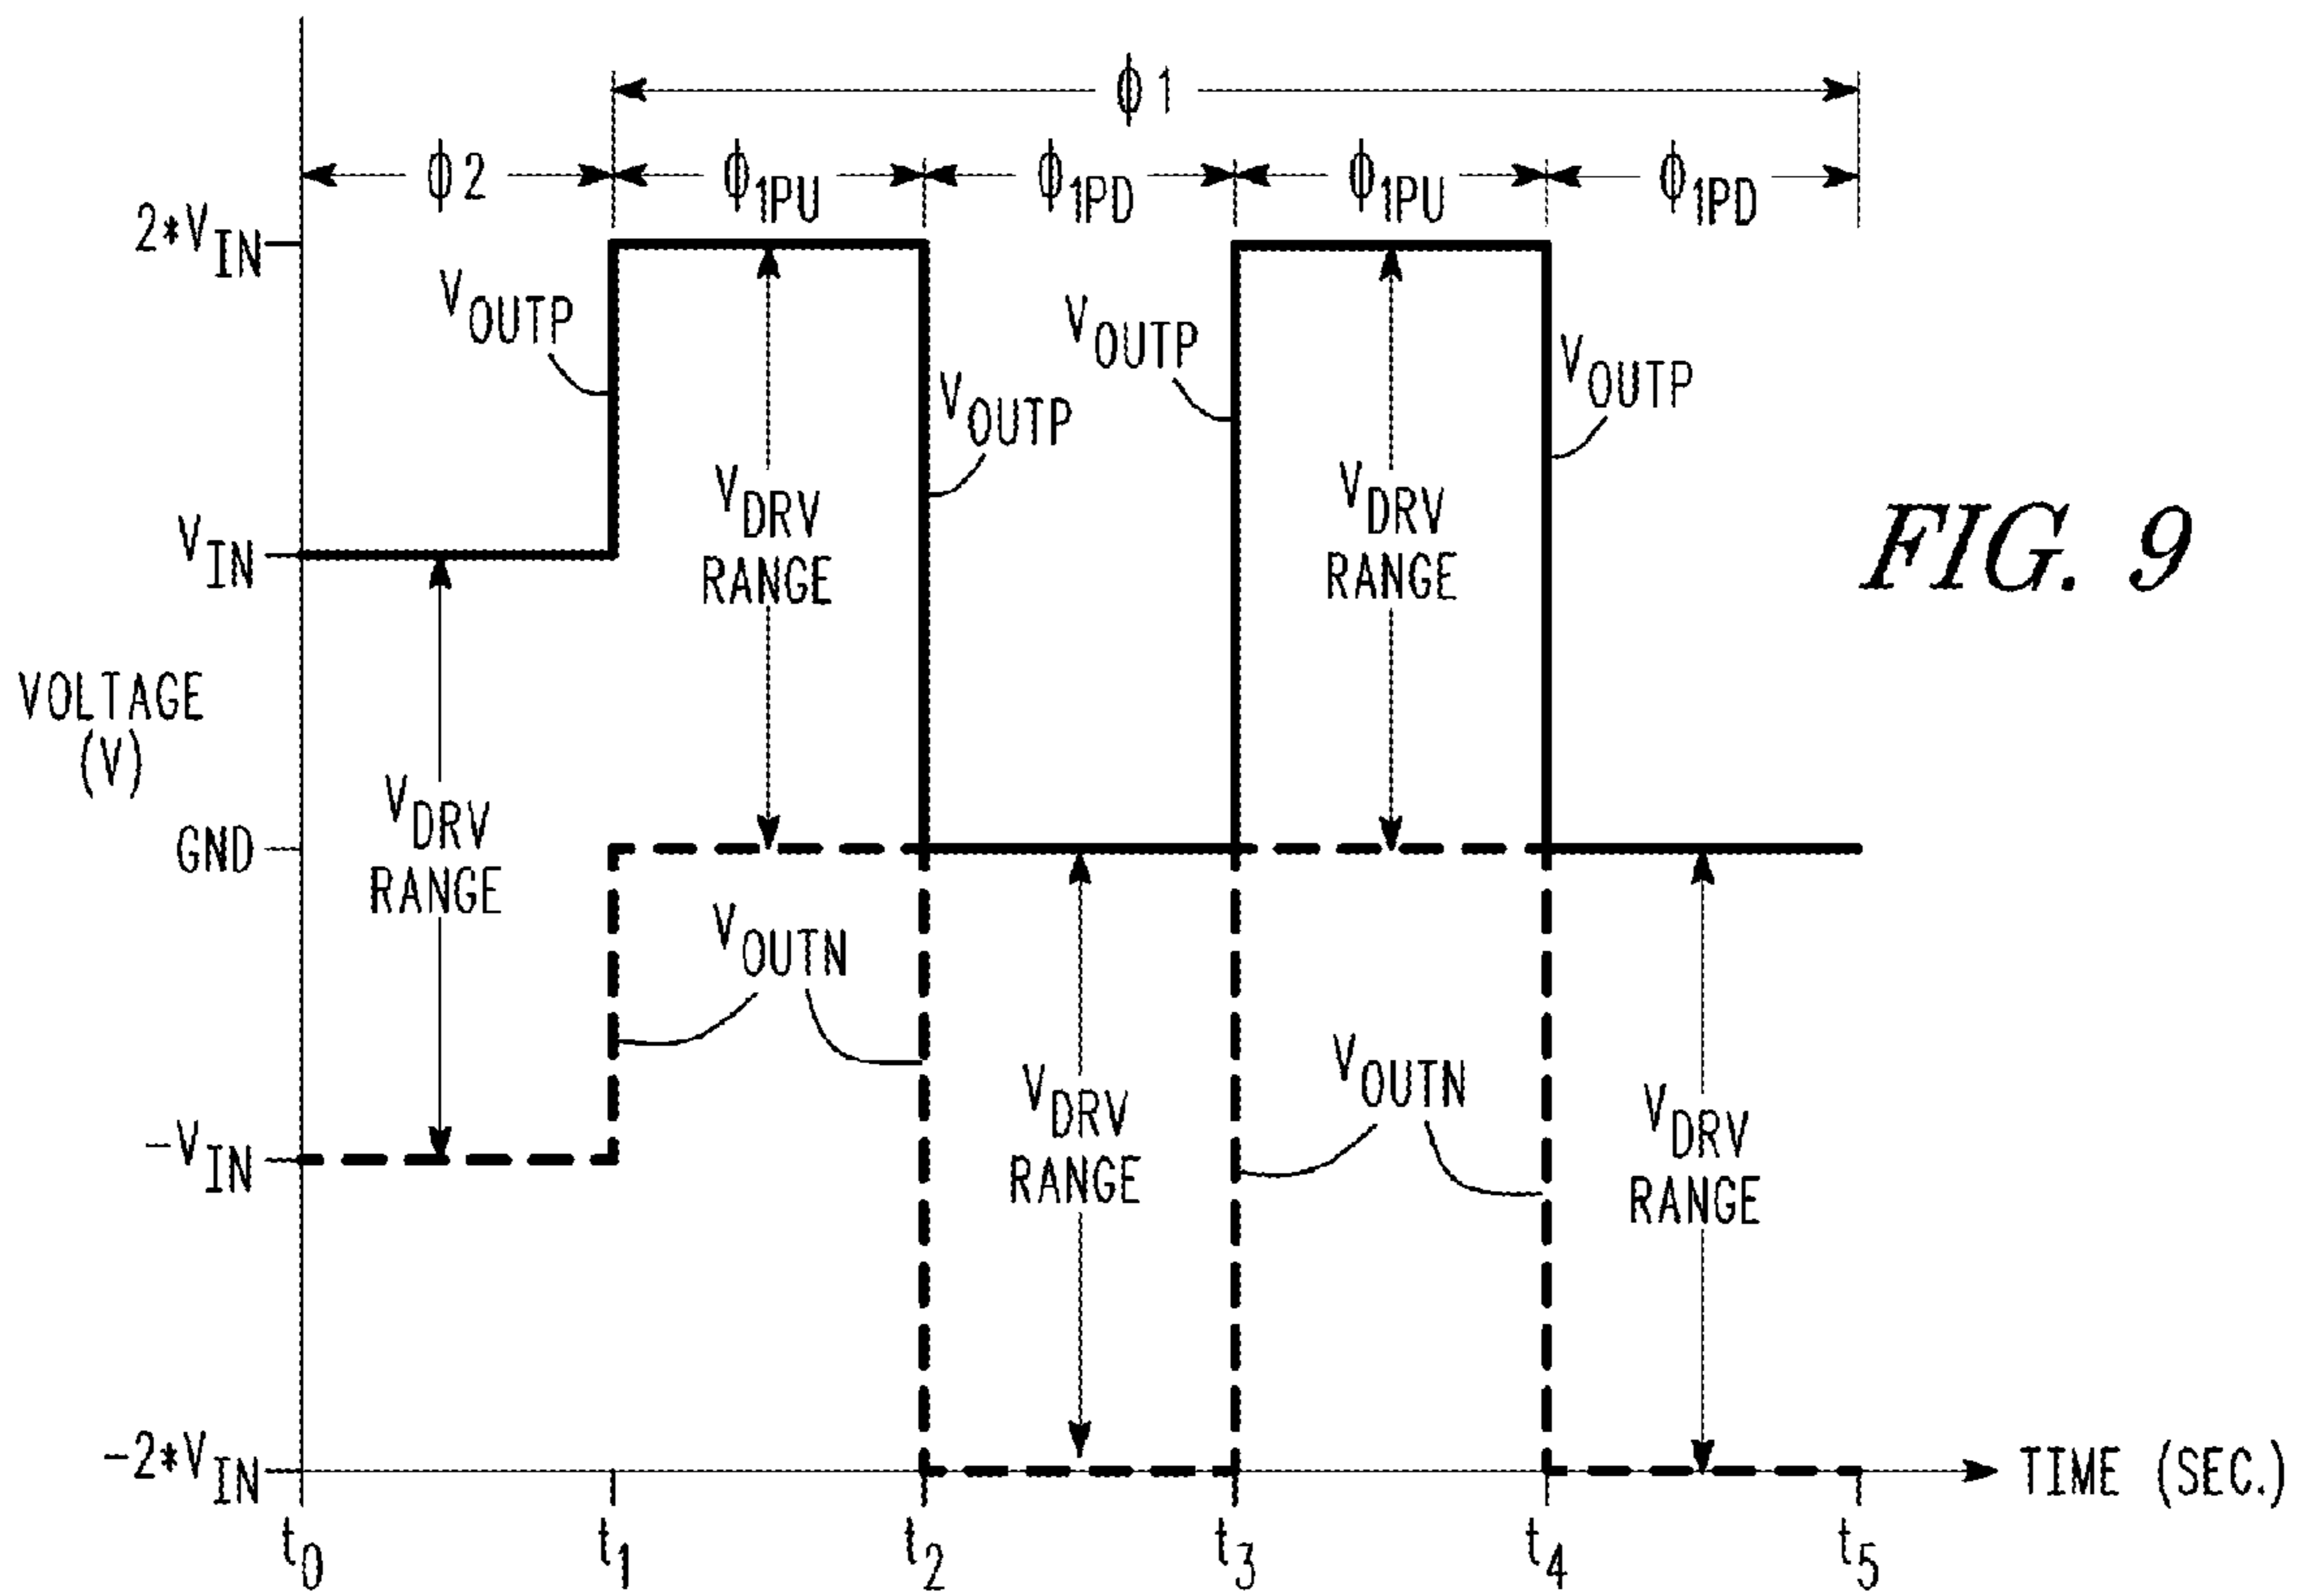 ϕ1
ϕ2
ϕ1PU
ϕ1PD
ϕ1PU
ϕ1PD
2*VIN
VOUTP
VOUTP
VOUTP
VOUTP
VDRV
RANGE
VDRV
RANGE
FIG. 9
VIN
VOLTAGE
(V)
VDRV
RANGE
GND
VOUTN
VOUTN
VDRV
RANGE
VDRV
RANGE
-VIN
-2*VIN
TIME (SEC.)
t0
t1
t2
t3
t4
t5